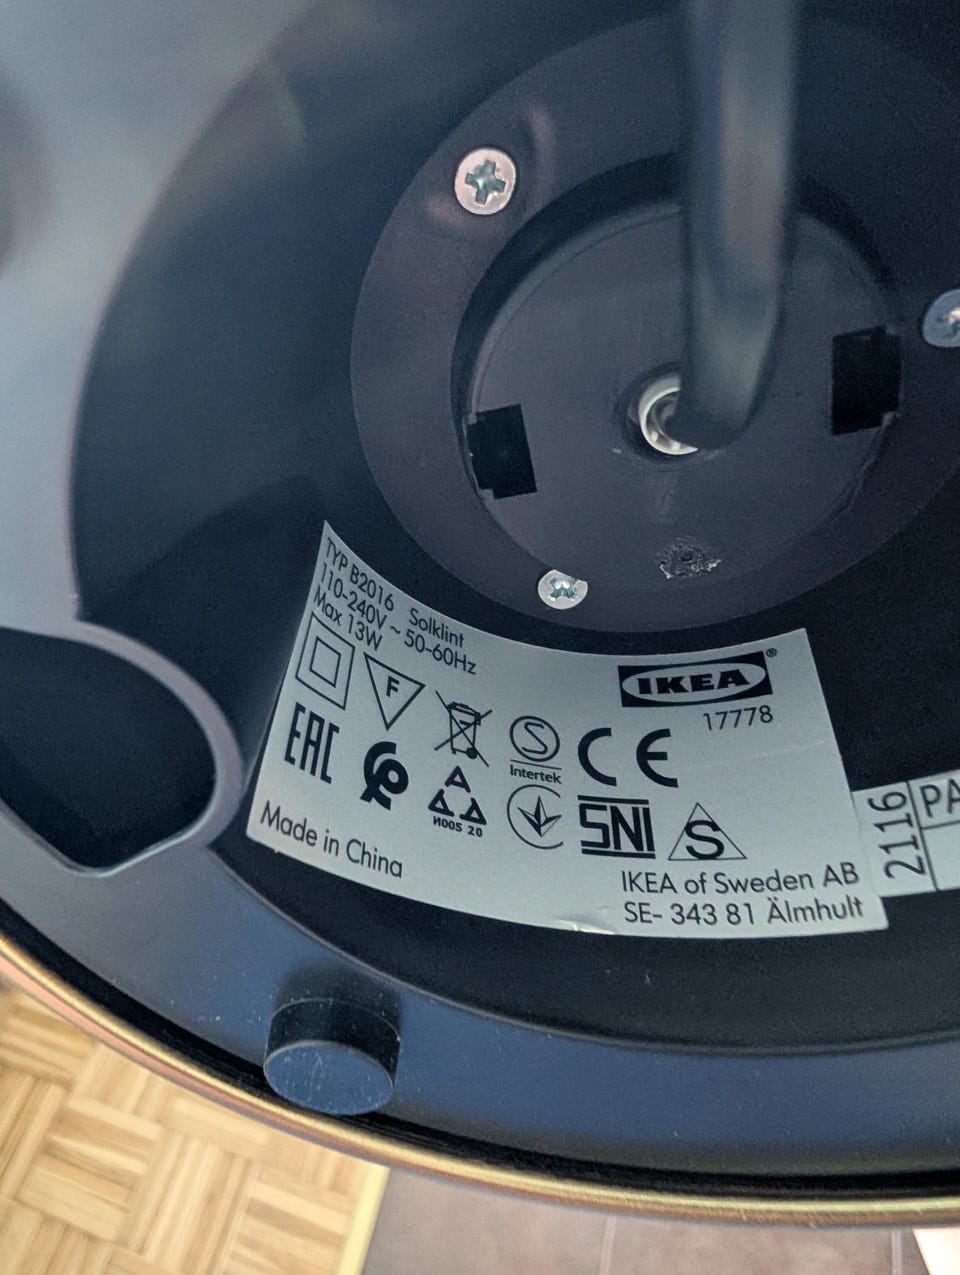 TYP B2016 Solklint
110-240V ~ 50-60Hz
Max 13W
F
IKEA®
17778
S
Intertek
CE
EAC
И005 20
SNI
S
Made in China
IKEA of Sweden AB
SE- 343 81 Älmhult
2116
PA